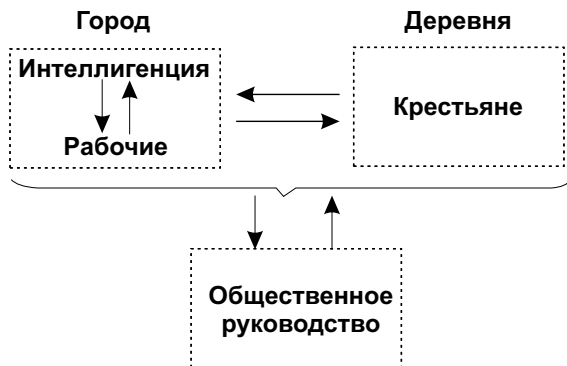 Город
Деревня
Интеллигенция
Рабочие
Крестьяне
Общественное
руководство